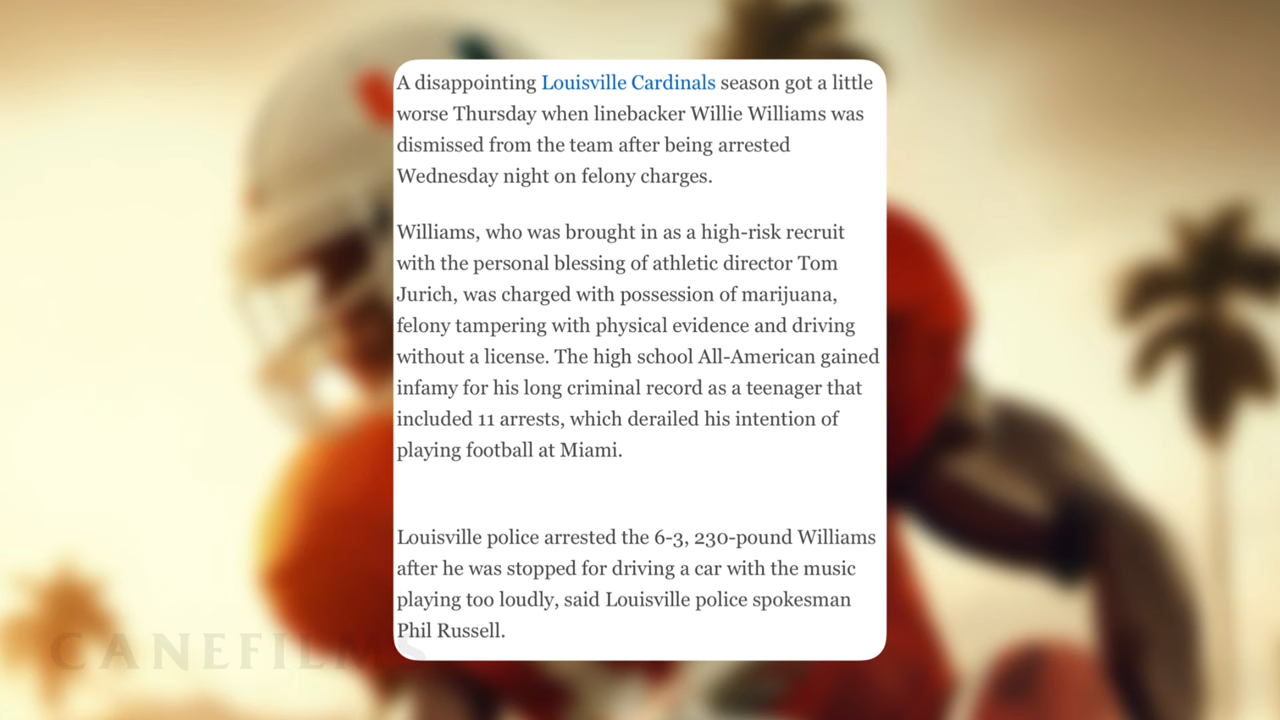 A disappointing Louisville Cardinals season got a little
worse Thursday when linebacker Willie Williams was
dismissed from the team after being arrested
Wednesday night on felony charges.
Williams, who was brought in as a high-risk recruit
with the personal blessing of athletic director Tom
Jurich, was charged with possession of marijuana,
felony tampering with physical evidence and driving
without a license. The high school All-American gained
infamy for his long criminal record as a teenager that
included 11 arrests, which derailed his intention of
playing football at Miami.
Louisville police arrested the 6-3, 230-pound Williams
after he was stopped for driving a car with the music
playing too loudly, said Louisville police spokesman
Phil Russell.
CANEFILMS